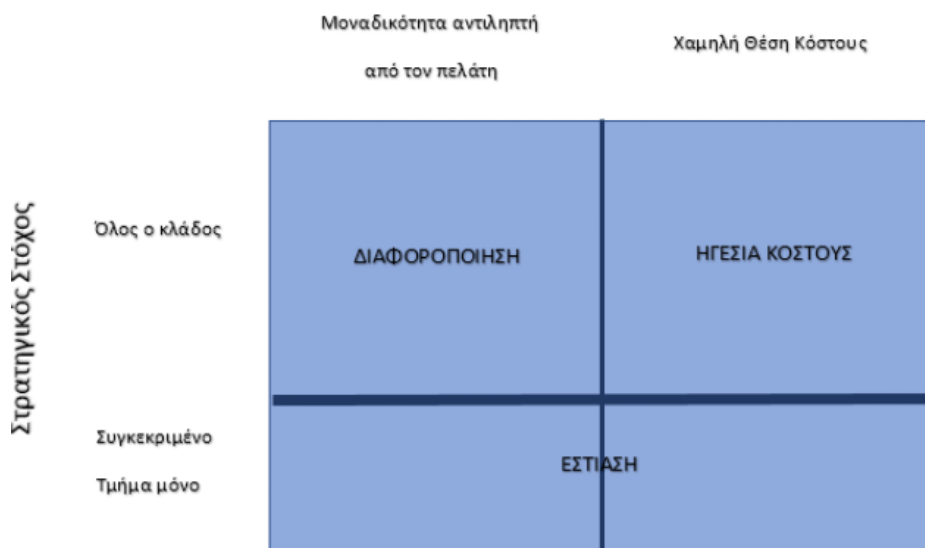 Μοναδικότητα αντιληπτή
από τον πελάτη
Χαμηλή Θέση Κόστους
Στρατηγικός Στόχος
Όλος ο κλάδος
ΔΙΑΦΟΡΟΠΟΙΗΣΗ
ΗΓΕΣΙΑ ΚΟΣΤΟΥΣ
Συγκεκριμένο
Τμήμα μόνο
ΕΣΤΙΑΣΗ